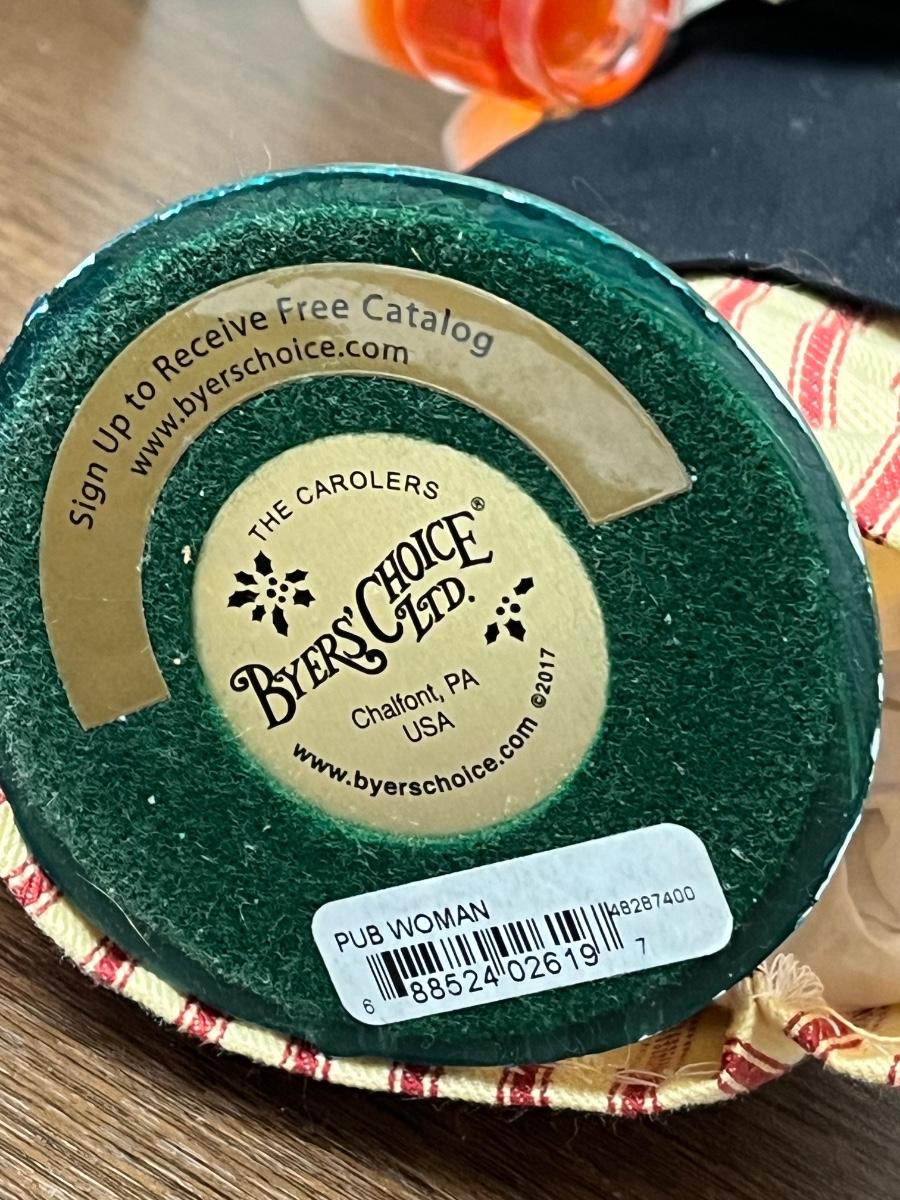 Sign Up to Receive Free Catalog
www.byerschoice.com
THE CAROLERS
BYERS' CHOICE
LTD.®
Chalfont, PA
USA
www.byerschoice.com ©2017
PUB WOMAN
48287400
6 88524 02619 7